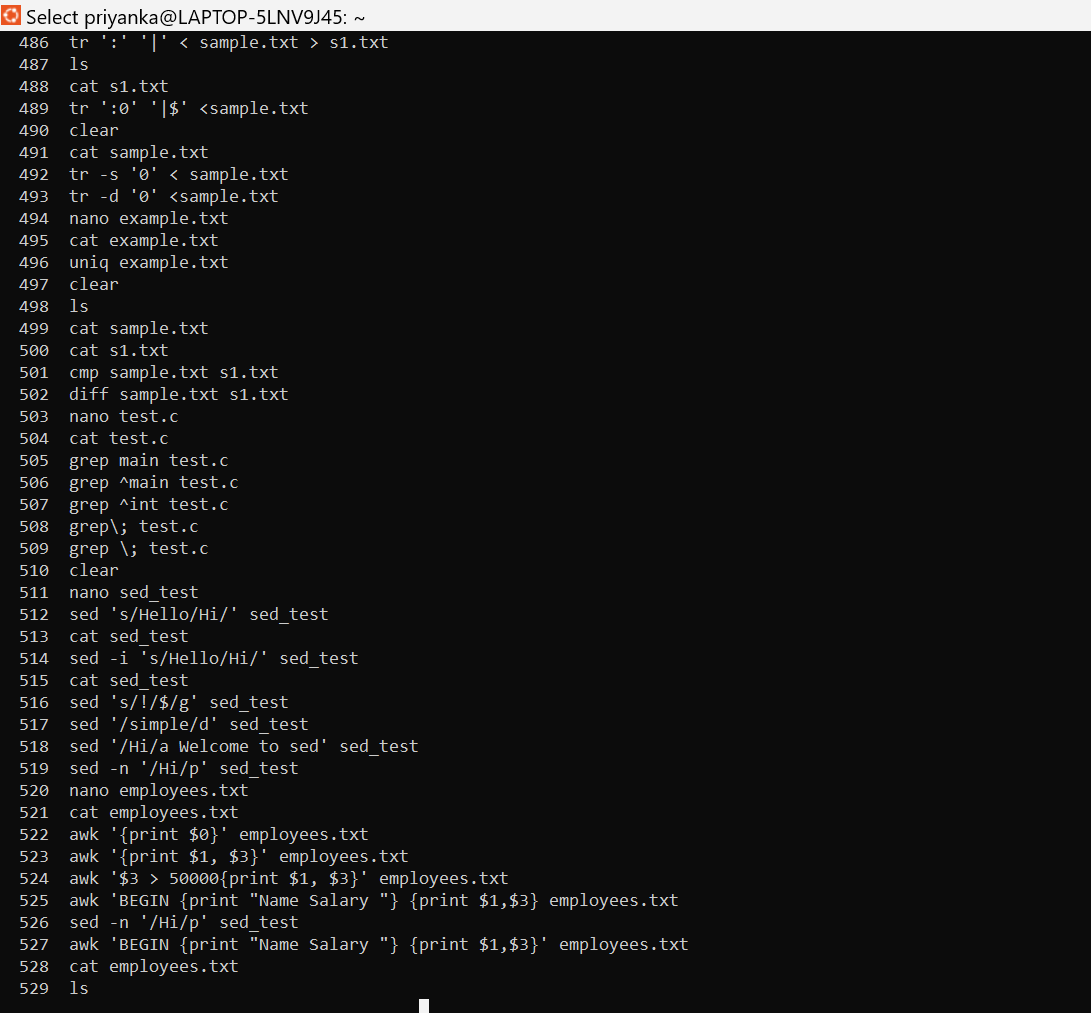 Select priyanka@LAPTOP-5LNV9J45: ~
486 tr ':' '|' < sample.txt > s1.txt
487 ls
488 cat s1.txt
489 tr ':0' '|$' <sample.txt
490 clear
491 cat sample.txt
492 tr -s '0' < sample.txt
493 tr -d '0' <sample.txt
494 nano example.txt
495 cat example.txt
496 uniq example.txt
497 clear
498 ls
499 cat sample.txt
500 cat s1.txt
501 cmp sample.txt s1.txt
502 diff sample.txt s1.txt
503 nano test.c
504 cat test.c
505 grep main test.c
506 grep ^main test.c
507 grep ^int test.c
508 grep\; test.c
509 grep \; test.c
510 clear
511 nano sed_test
512 sed 's/Hello/Hi/' sed_test
513 cat sed_test
514 sed -i 's/Hello/Hi/' sed_test
515 cat sed_test
516 sed 's/!/$/g' sed_test
517 sed '/simple/d' sed_test
518 sed '/Hi/a Welcome to sed' sed_test
519 sed -n '/Hi/p' sed_test
520 nano employees.txt
521 cat employees.txt
522 awk '{print $0}' employees.txt
523 awk '{print $1, $3}' employees.txt
524 awk '$3 > 50000{print $1, $3}' employees.txt
525 awk 'BEGIN {print "Name Salary "} {print $1,$3} employees.txt
526 sed -n '/Hi/p' sed_test
527 awk 'BEGIN {print "Name Salary "} {print $1,$3}' employees.txt
528 cat employees.txt
529 ls